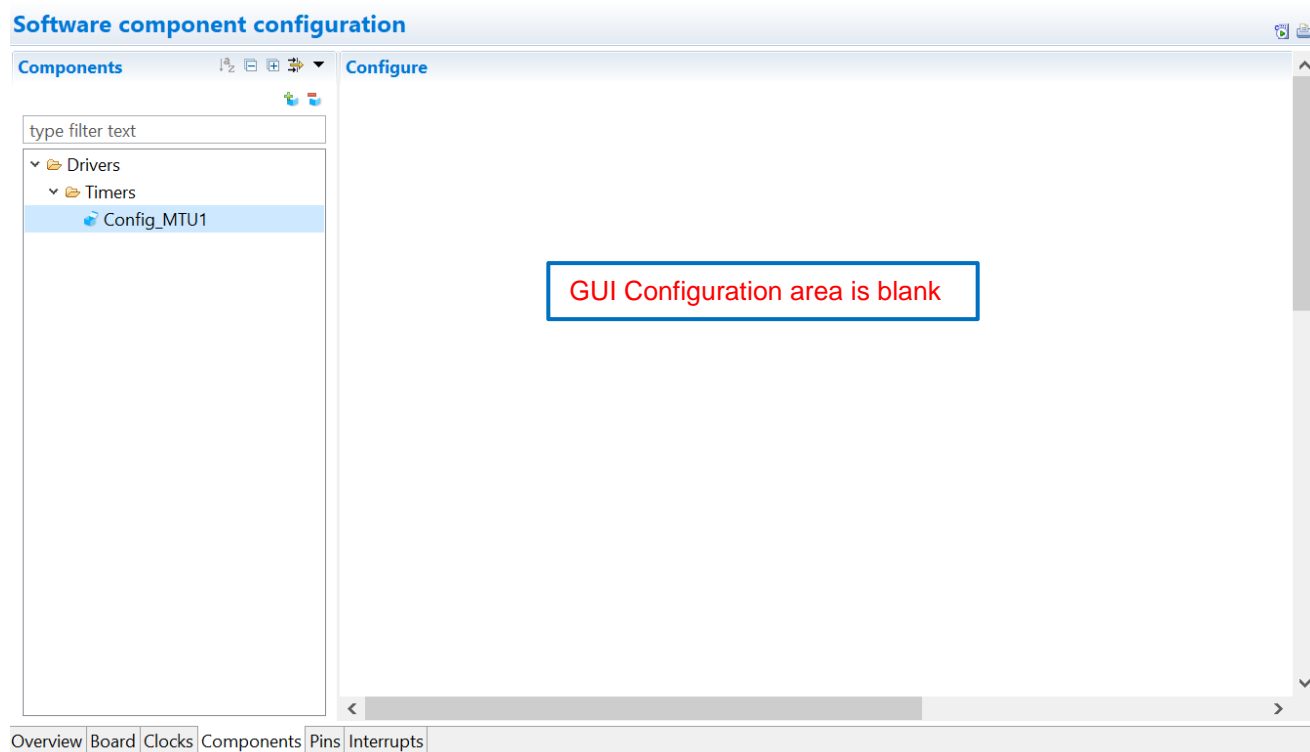 Software component configuration
Components
Configure
type filter text
Drivers
Timers
Config_MTU1
GUI Configuration area is blank
Overview Board Clocks Components Pins Interrupts